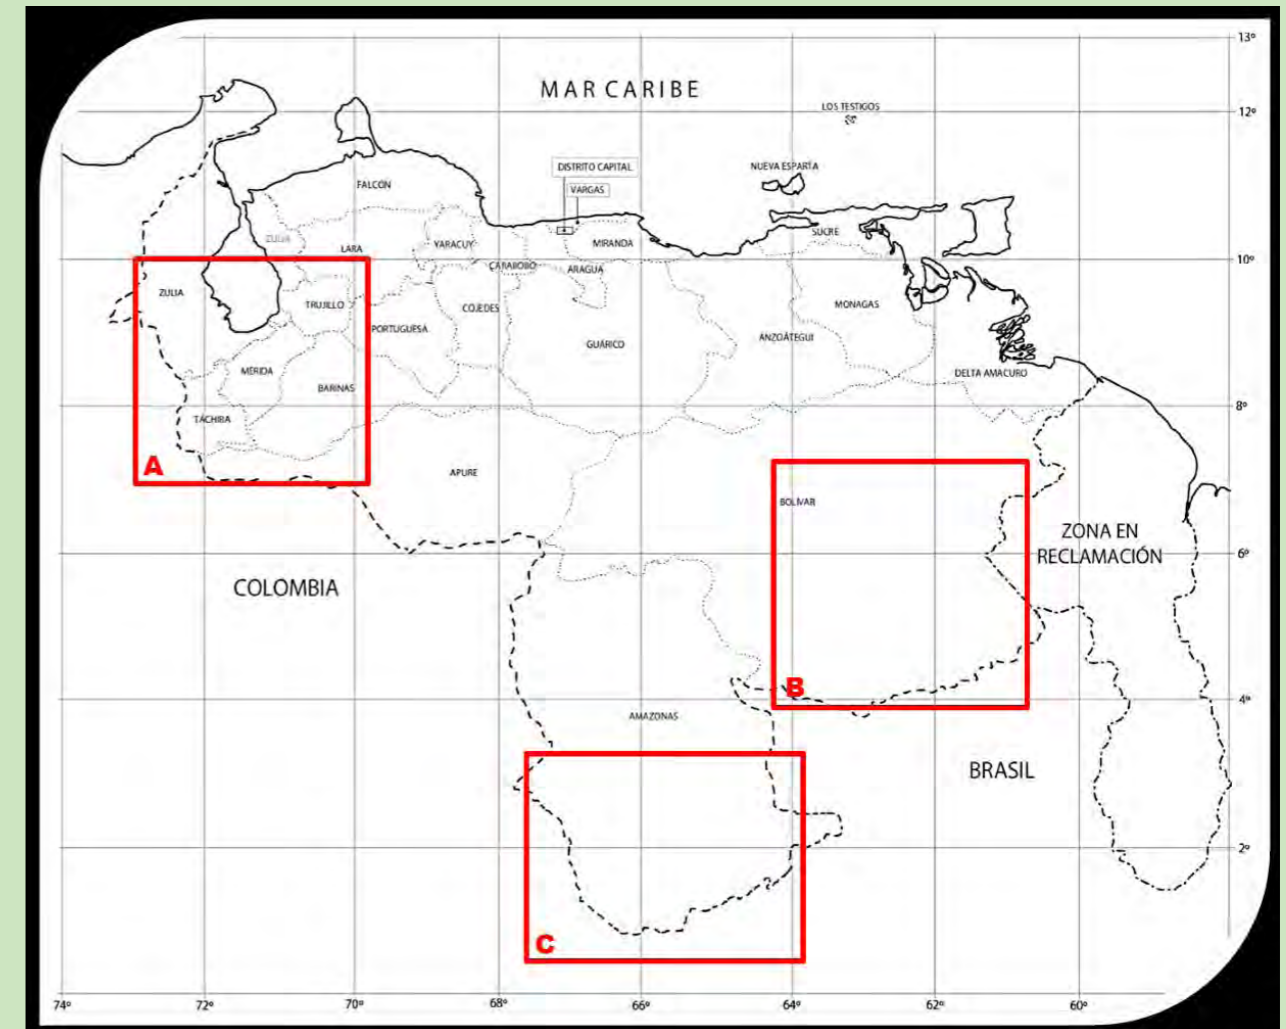 13º
MAR CARIBE
12º
LOS TESTIGOS
DISTRITO CAPITAL
NUEVA ESPARTA
FALCÓN
VARGAS
ZULIA
LARA
YARACUY
MIRANDA
SUCRE
10º
CARABOBO
ARAGUA
ZULIA
TRUJILLO
COJEDES
MONAGAS
PORTUGUESA
GUÁRICO
ANZOÁTEGUI
MÉRIDA
DELTA AMACURO
BARINAS
8º
TÁCHIRA
A
APURE
BOLÍVAR
ZONA EN
RECLAMACIÓN
6º
COLOMBIA
B
4º
AMAZONAS
BRASIL
2º
C
74º
72º
70º
68º
66º
64º
62º
60º